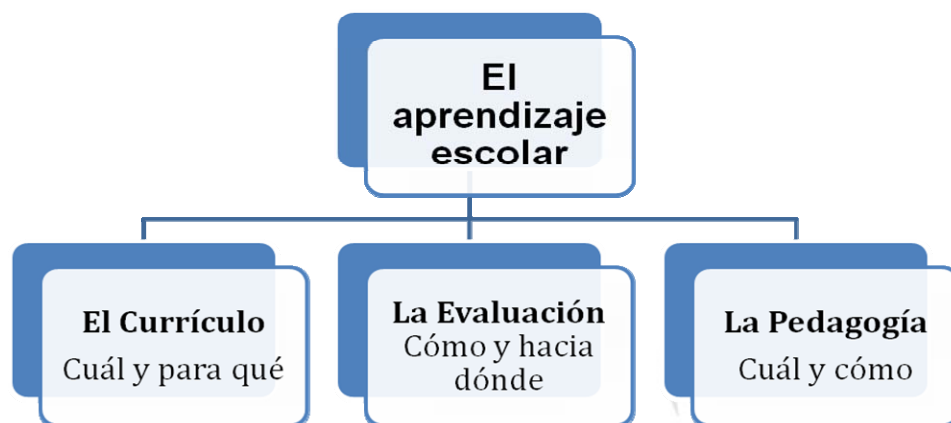 El
aprendizaje
escolar
El Currículo
Cuál y para qué
La Evaluación
Cómo y hacia
dónde
La Pedagogía
Cuál y cómo